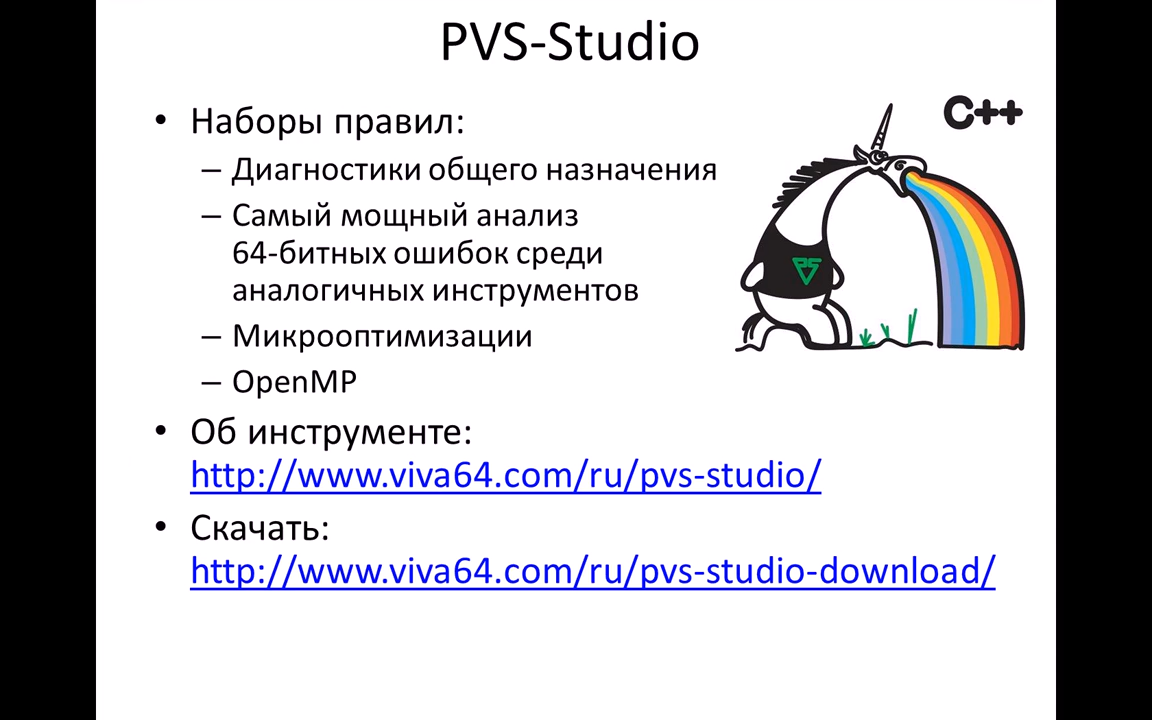 PVS-Studio
C++
• Наборы правил:
– Диагностики общего назначения
– Самый мощный анализ
64-битных ошибок среди
аналогичных инструментов
– Микрооптимизации
– OpenMP
• Об инструменте:
http://www.viva64.com/ru/pvs-studio/
• Скачать:
http://www.viva64.com/ru/pvs-studio-download/